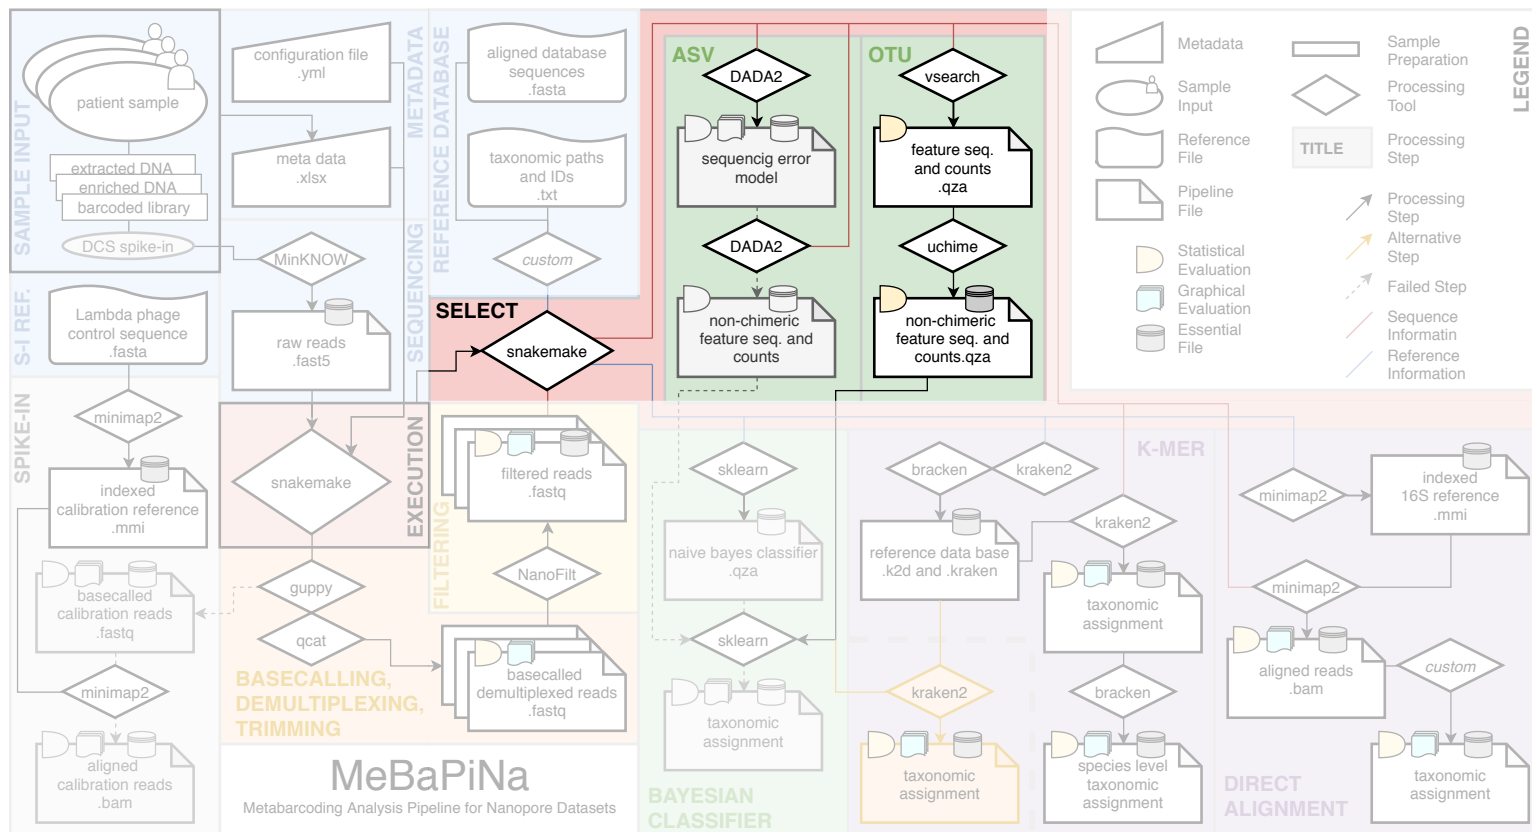 SAMPLE INPUT
patient sample
extracted DNA
enriched DNA
barcoded library
DCS spike-in
METADATA
configuration file
.yml
meta data
.xlsx
REFERENCE DATABASE
aligned database
sequences
.fasta
taxonomic paths
and IDs
.txt
custom
SEQUENCING
MinKNOW
raw reads
.fast5
S-I REF.
Lambda phage
control sequence
.fasta
SPIKE-IN
minimap2
indexed
calibration reference
.mmi
basecalled
calibration reads
.fastq
minimap2
aligned
calibration reads
.bam
EXECUTION
snakemake
guppy
qcat
BASECALLING,
DEMULTIPLEXING,
TRIMMING
basecalled
demultiplexed reads
.fastq
FILTERING
NanoFilt
filtered reads
.fastq
SELECT
snakemake
ASV
DADA2
sequencig error
model
DADA2
non-chimeric
feature seq. and
counts
OTU
vsearch
feature seq.
and counts
.qza
uchime
non-chimeric
feature seq. and
counts.qza
LEGEND
Metadata
Sample
Input
Reference
File
Pipeline
File
Statistical
Evaluation
Graphical
Evaluation
Essential
File
Sample
Preparation
Processing
Tool
TITLE
Processing
Step
Processing
Step
Alternative
Step
Failed Step
Sequence
Informatin
Reference
Information
sklearn
naive bayes classifier
.qza
sklearn
taxonomic
assignment
BAYESIAN
CLASSIFIER
K-MER
bracken
kraken2
reference data base
.k2d and .kraken
kraken2
taxonomic
assignment
kraken2
taxonomic
assignment
bracken
species level
taxonomic
assignment
minimap2
indexed
16S reference
.mmi
minimap2
aligned reads
.bam
custom
taxonomic
assignment
DIRECT
ALIGNMENT
MeBaPiNa
Metabarcoding Analysis Pipeline for Nanopore Datasets